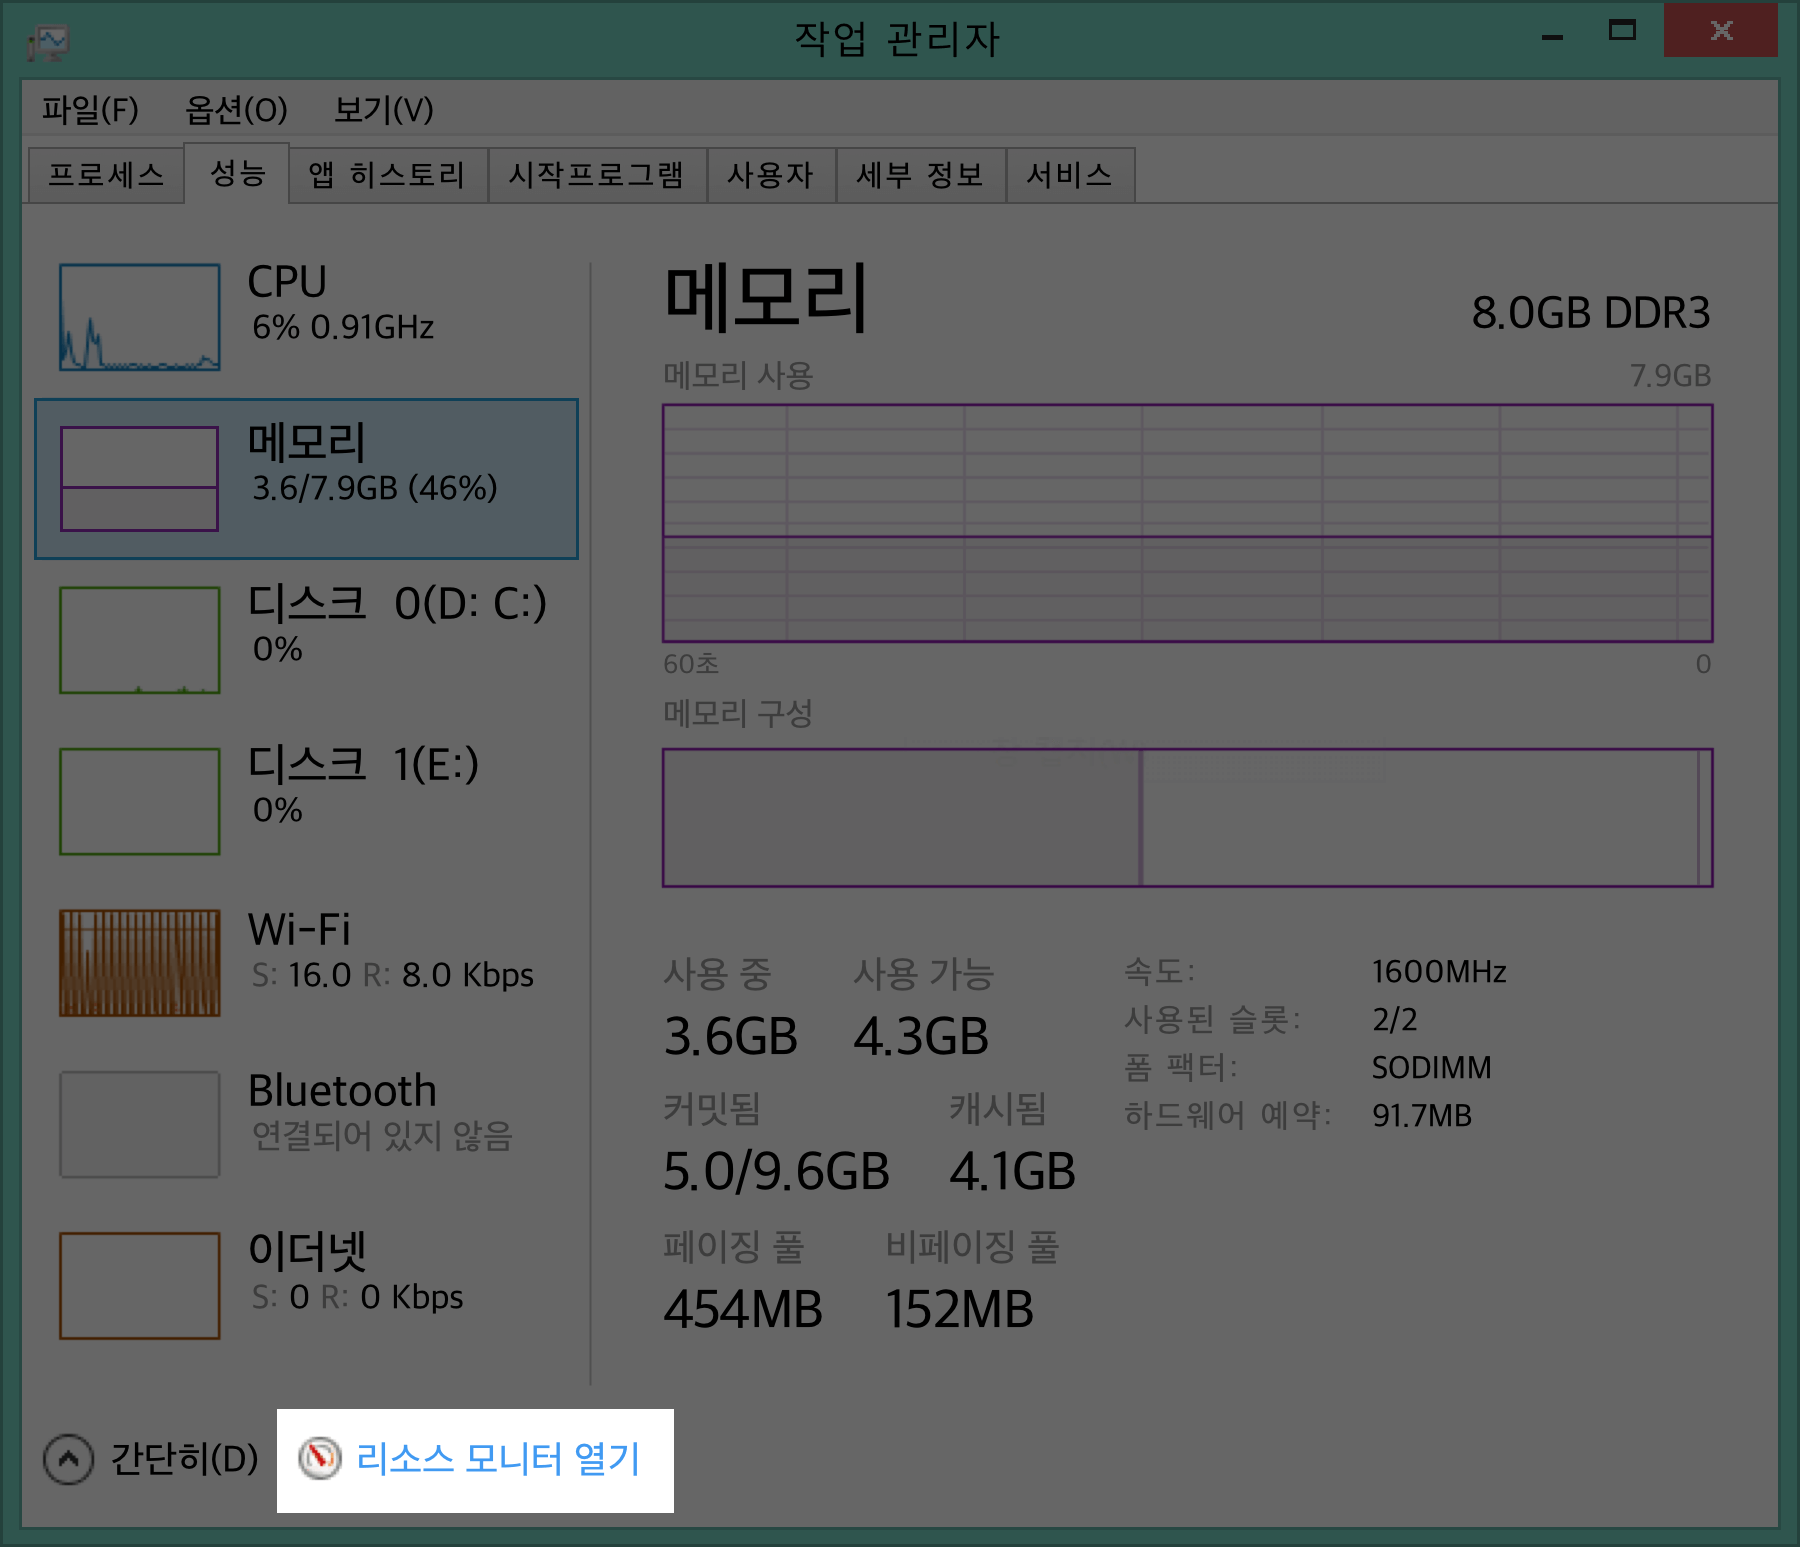 작업 관리자
파일(F) 옵션(O) 보기(V)
프로세스 성능 앱 히스토리 시작프로그램 사용자 세부 정보 서비스
CPU
6% 0.91GHz
메모리
3.6/7.9GB (46%)
디스크 0(D: C:)
0%
디스크 1(E:)
0%
Wi-Fi
S: 16.0 R: 8.0 Kbps
Bluetooth
연결되어 있지 않음
이더넷
S: 0 R: 0 Kbps
메모리 8.0GB DDR3
메모리 사용 7.9GB
60초 0
메모리 구성
사용 중 사용 가능
3.6GB 4.3GB
커밋됨 캐시됨
5.0/9.6GB 4.1GB
페이징 풀 비페이징 풀
454MB 152MB
속도: 1600MHz
사용된 슬롯: 2/2
폼 팩터: SODIMM
하드웨어 예약: 91.7MB
간단히(D) 리소스 모니터 열기